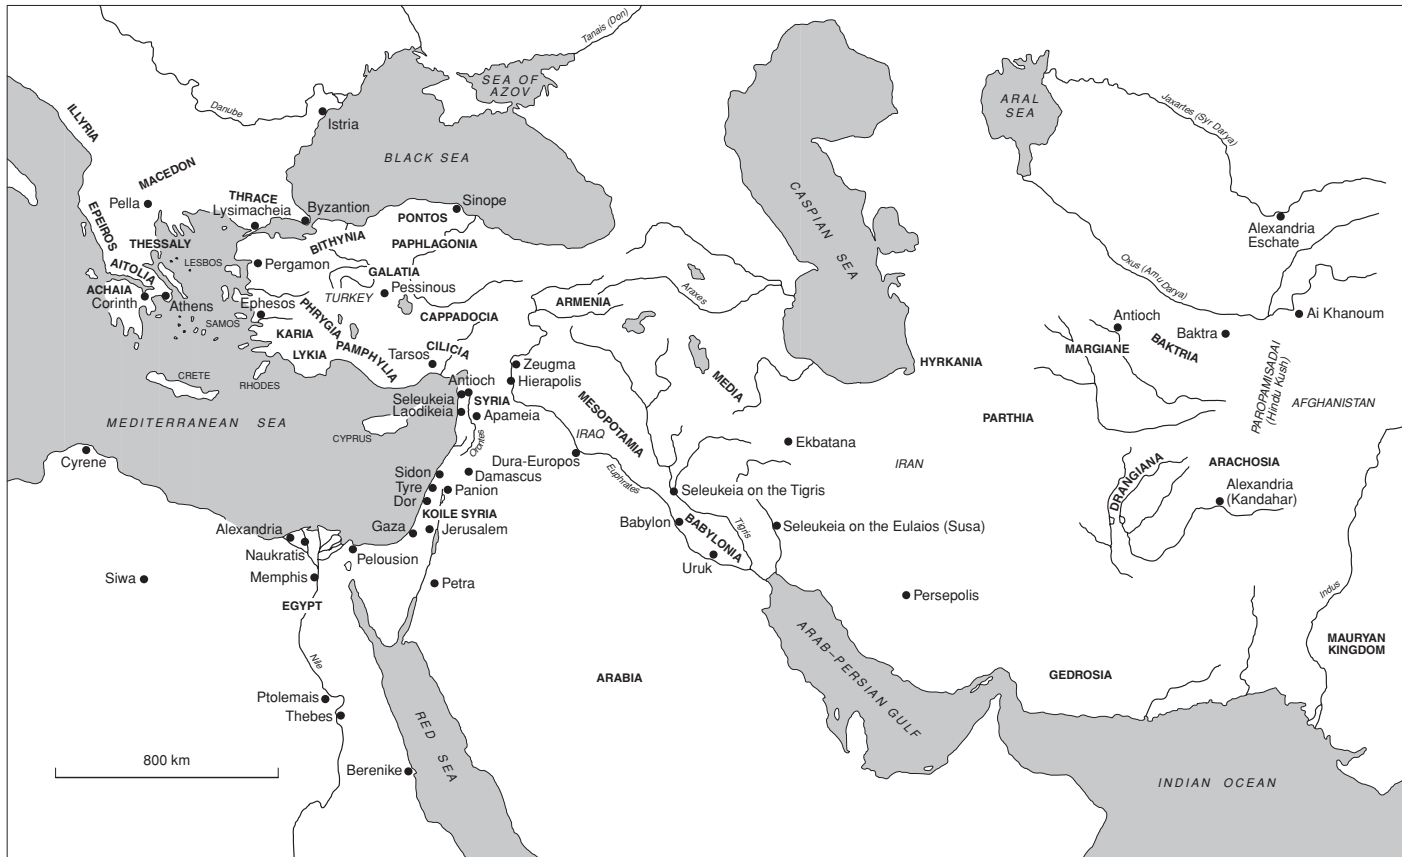 Tanais (Don)
SEA OF
AZOV
Danube
Istria
ILLYRIA
BLACK SEA
CASPIAN SEA
ARAL
SEA
Jaxartes (Syr Darya)
MACEDON
Pella
THRACE
Lysimacheia
Byzantion
Sinope
PONTOS
EPEIROS
THESSALY
BITHYNIA
PAPHLAGONIA
Alexandria
Eschate
LESBOS
Pergamon
AITOLIA
GALATIA
Pessinous
TURKEY
Oxus (Amu Darya)
ACHAIA
Corinth
Athens
Ephesos
SAMOS
PHRYGIA
CAPPADOCIA
ARMENIA
Araxes
Antioch
Baktra
Ai Khanoum
KARIA
LYKIA
PAMPHYLIA
Tarsos
CILICIA
MARGIANE
BAKTRIA
CRETE
RHODES
Antioch
Zeugma
Hierapolis
HYRKANIA
PAROPAMISADAI
(Hindu Kush)
Seleukeia
SYRIA
Laodikeia
Apameia
MEDIA
MESOPOTAMIA
AFGHANISTAN
MEDITERRANEAN SEA
CYPRUS
Orontes
IRAQ
PARTHIA
Ekbatana
Cyrene
Dura-Europos
IRAN
ARACHOSIA
Sidon
Damascus
Tyre
Panion
Dor
Euphrates
Seleukeia on the Tigris
DRANGIANA
Alexandria
(Kandahar)
KOILE SYRIA
Gaza
Jerusalem
Alexandria
Naukratis
Pelousion
Babylon
BABYLONIA
Tigris
Seleukeia on the Eulaios (Susa)
Uruk
Siwa
Memphis
Petra
Persepolis
Indus
EGYPT
ARAB–PERSIAN GULF
MAURYAN
KINGDOM
Nile
ARABIA
GEDROSIA
Ptolemais
Thebes
RED SEA
800 km
Berenike
INDIAN OCEAN